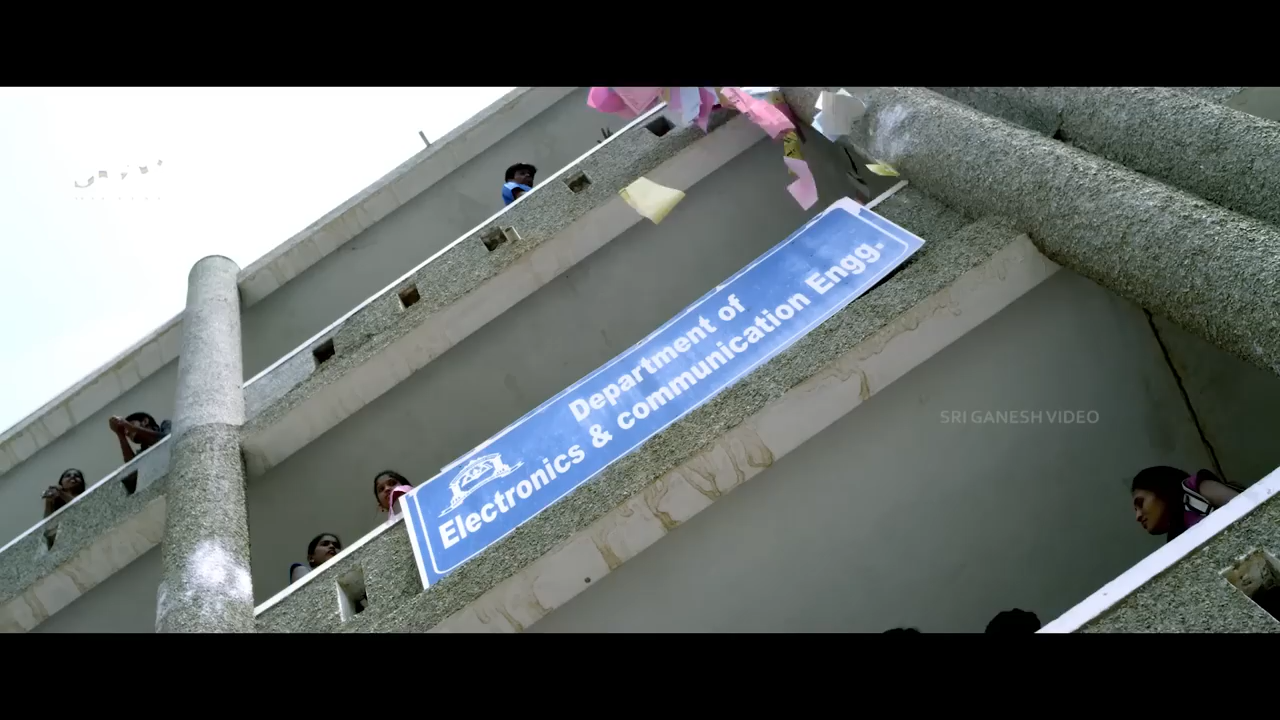 Department of
Electronics & communication Engg.
SRI GANESH VIDEO